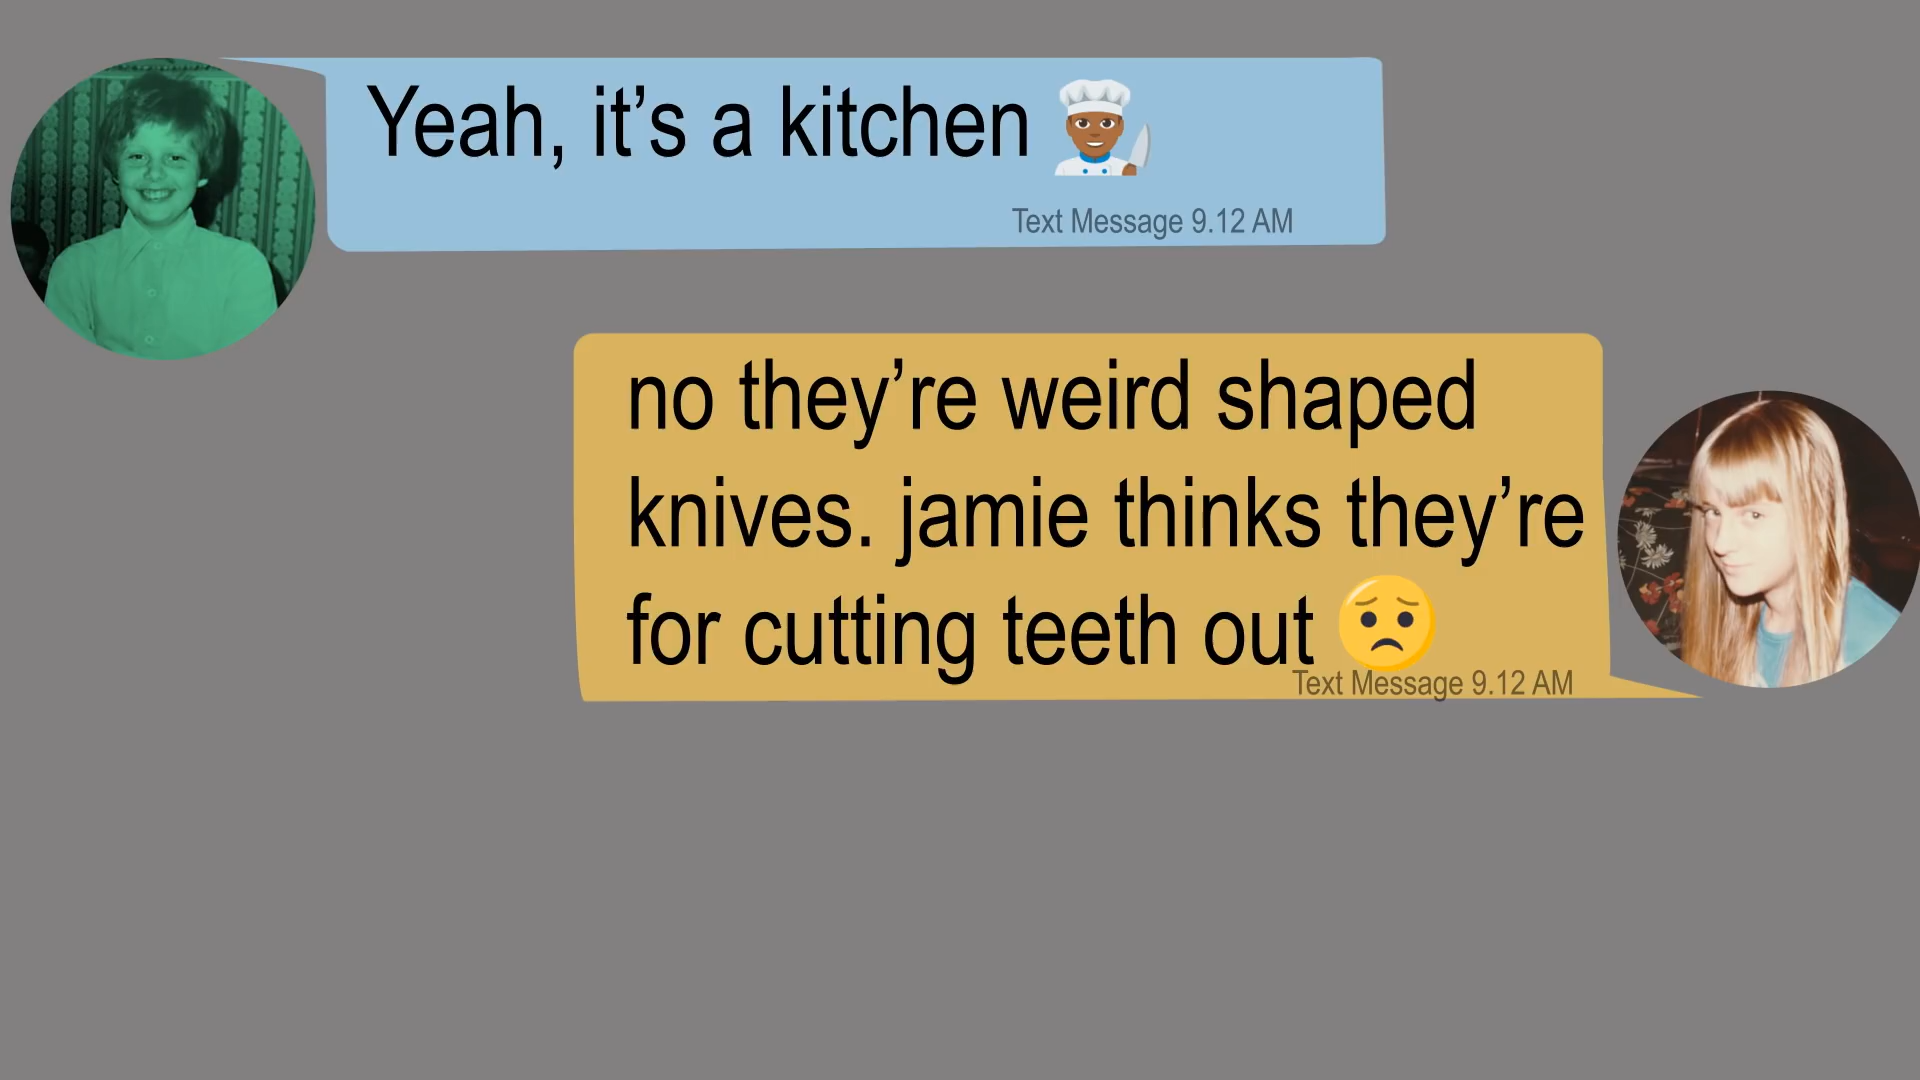 Yeah, it’s a kitchen 👨🏾‍🍳
Text Message 9.12 AM
no they’re weird shaped
knives. jamie thinks they’re
for cutting teeth out 😟
Text Message 9.12 AM